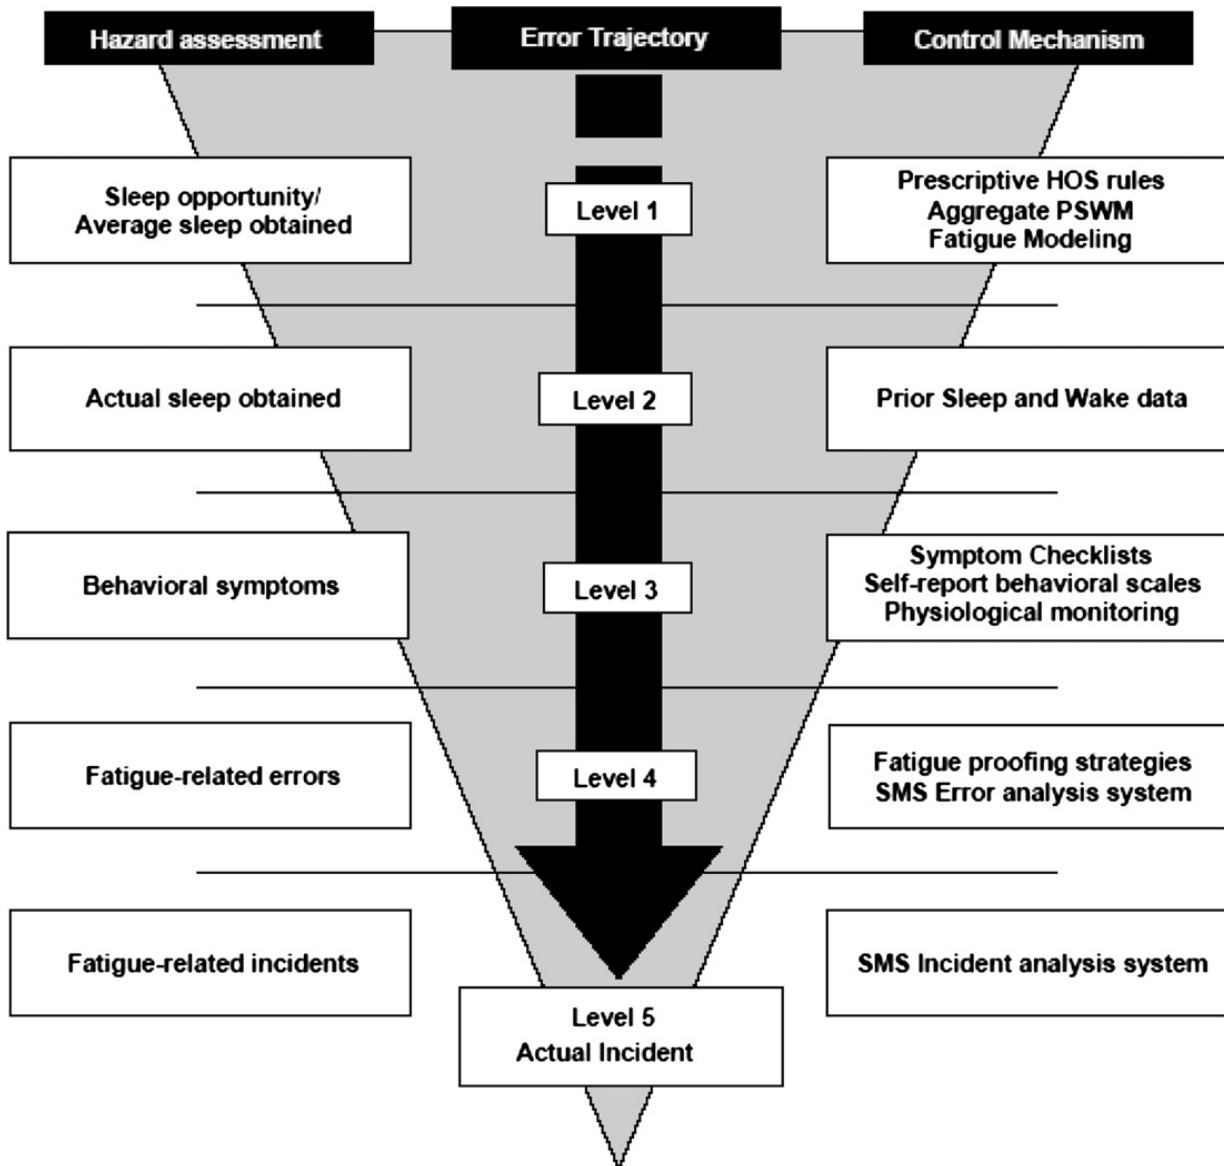 Hazard assessment
Error Trajectory
Control Mechanism
Sleep opportunity/
Average sleep obtained
Level 1
Prescriptive HOS rules
Aggregate PSWM
Fatigue Modeling
Actual sleep obtained
Level 2
Prior Sleep and Wake data
Behavioral symptoms
Level 3
Symptom Checklists
Self-report behavioral scales
Physiological monitoring
Fatigue-related errors
Level 4
Fatigue proofing strategies
SMS Error analysis system
Fatigue-related incidents
Level 5
Actual Incident
SMS Incident analysis system